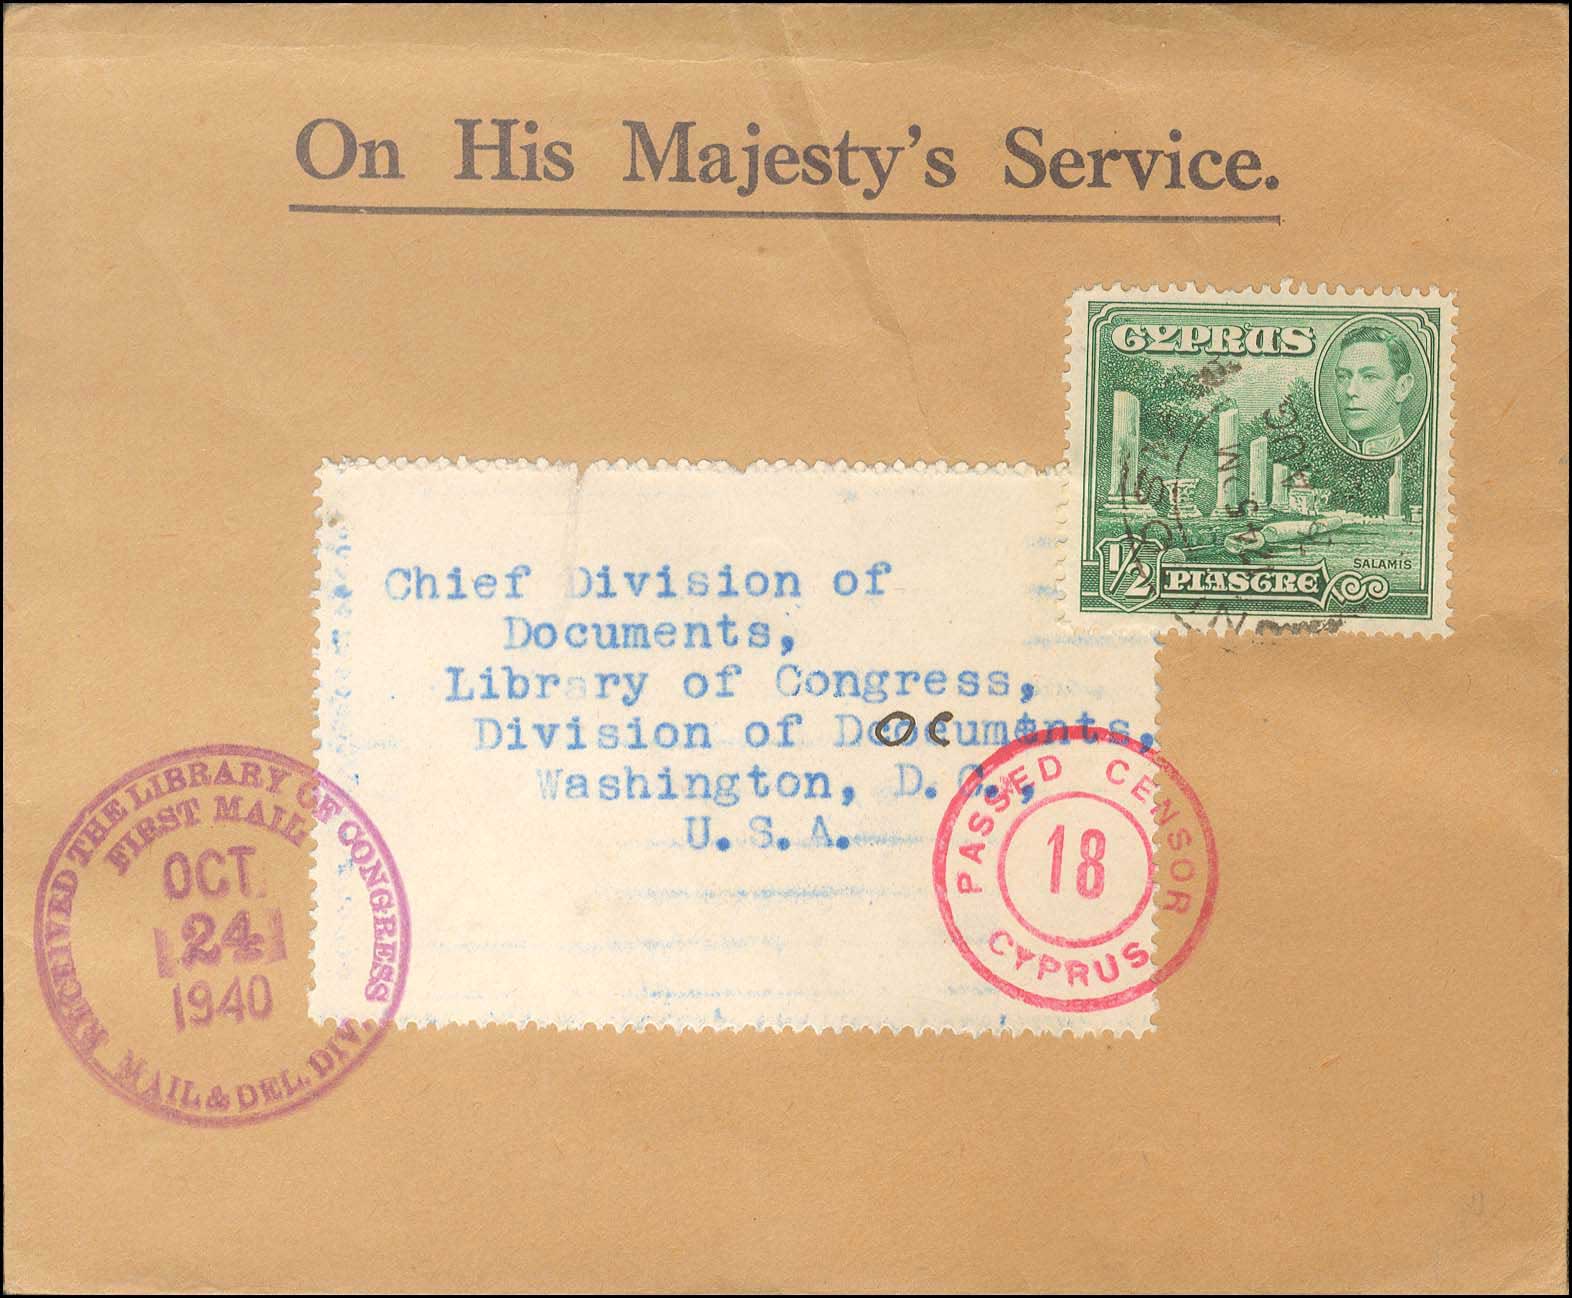 On His Majesty's Service.
CYPRUS
SALAMIS
1/2 PIASTRE
AUG
Chief Division of
Documents,
Library of Congress,
Division of Documents,
Washington, D.C.,
U.S.A.
PASSED CENSOR
18
CYPRUS
RECEIVED THE LIBRARY OF CONGRESS
FIRST MAIL
OCT.
24
1940
MAIL & DEL. DIV.